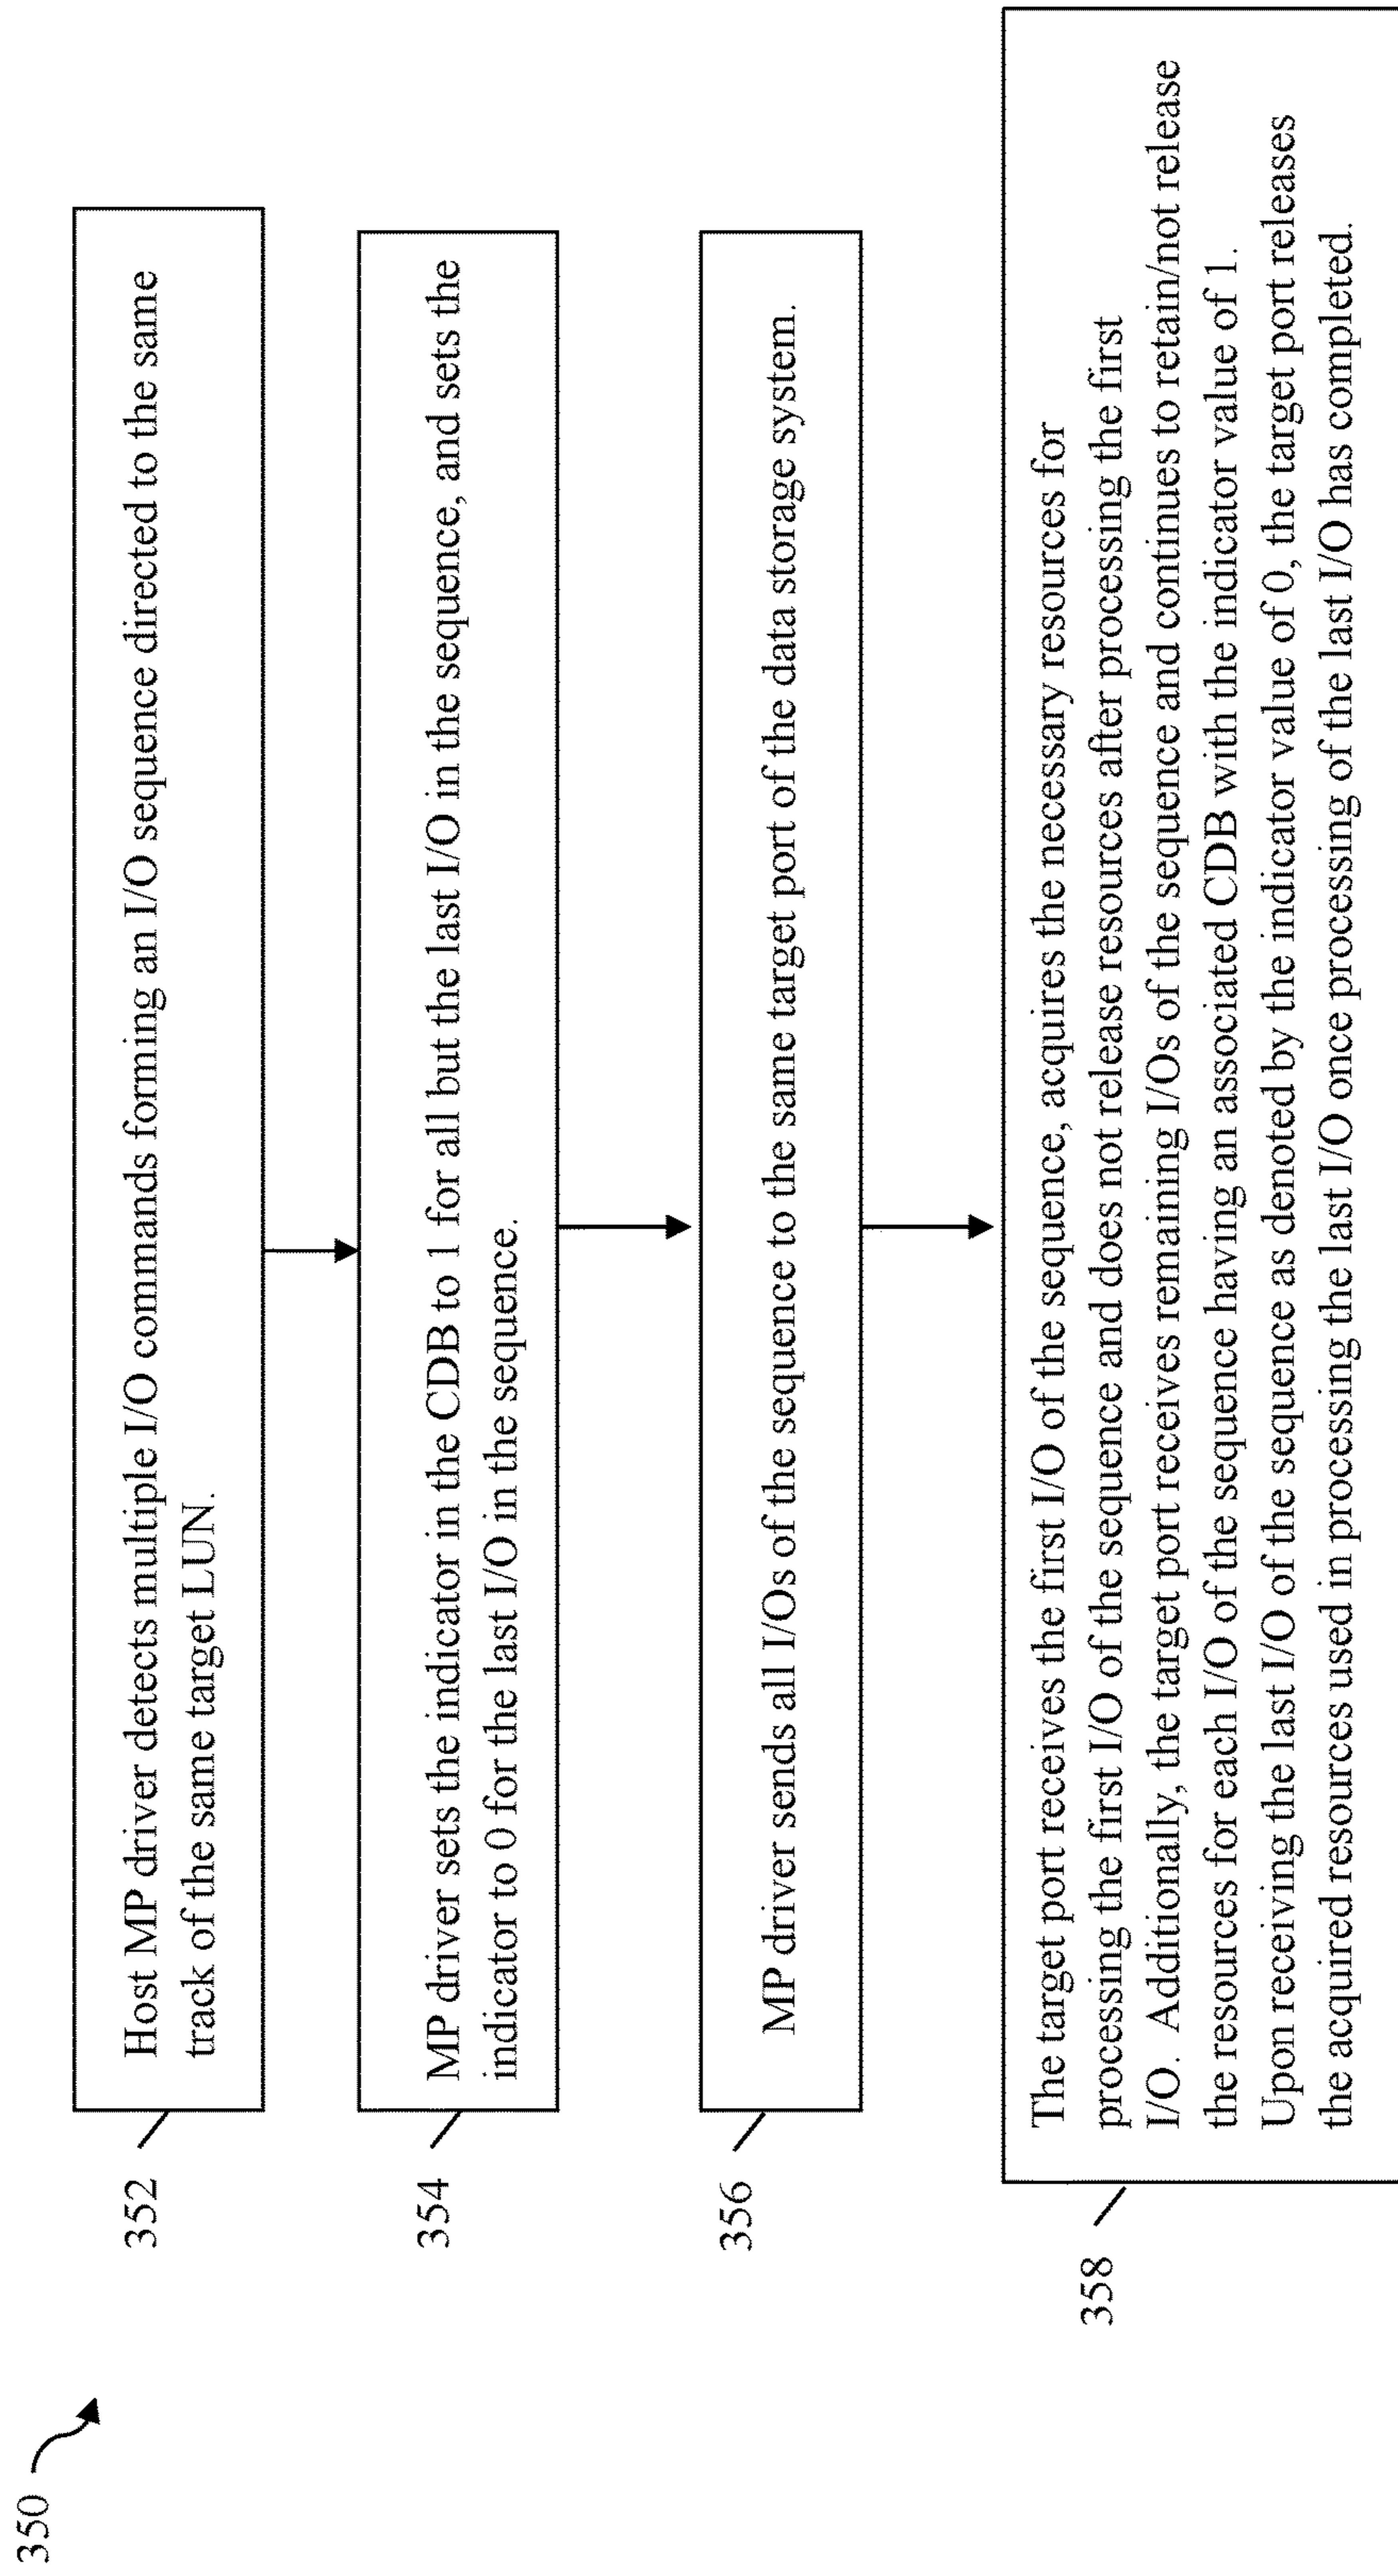 350
352
Host MP driver detects multiple I/O commands forming an I/O sequence directed to the same
track of the same target LUN.
354
MP driver sets the indicator in the CDB to 1 for all but the last I/O in the sequence, and sets the
indicator to 0 for the last I/O in the sequence.
356
MP driver sends all I/Os of the sequence to the same target port of the data storage system.
358
The target port receives the first I/O of the sequence, acquires the necessary resources for
processing the first I/O of the sequence and does not release resources after processing the first
I/O. Additionally, the target port receives remaining I/Os of the sequence and continues to retain/not release
the resources for each I/O of the sequence having an associated CDB with the indicator value of 1.
Upon receiving the last I/O of the sequence as denoted by the indicator value of 0, the target port releases
the acquired resources used in processing the last I/O once processing of the last I/O has completed.